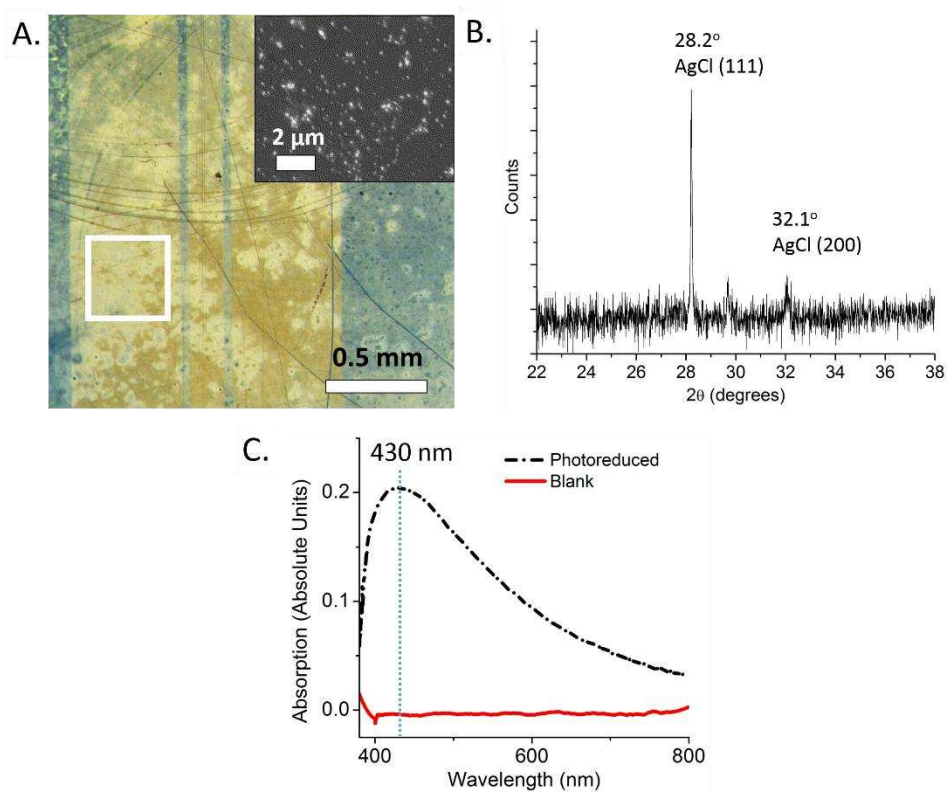 A.
2 µm
0.5 mm
B.
28.2°
AgCl (111)
32.1°
AgCl (200)
Counts
22 24 26 28 30 32 34 36 38
2θ (degrees)
C.
430 nm
Photoreduced
Blank
Absorption (Absolute Units)
0.2
0.1
0.0
400 600 800
Wavelength (nm)